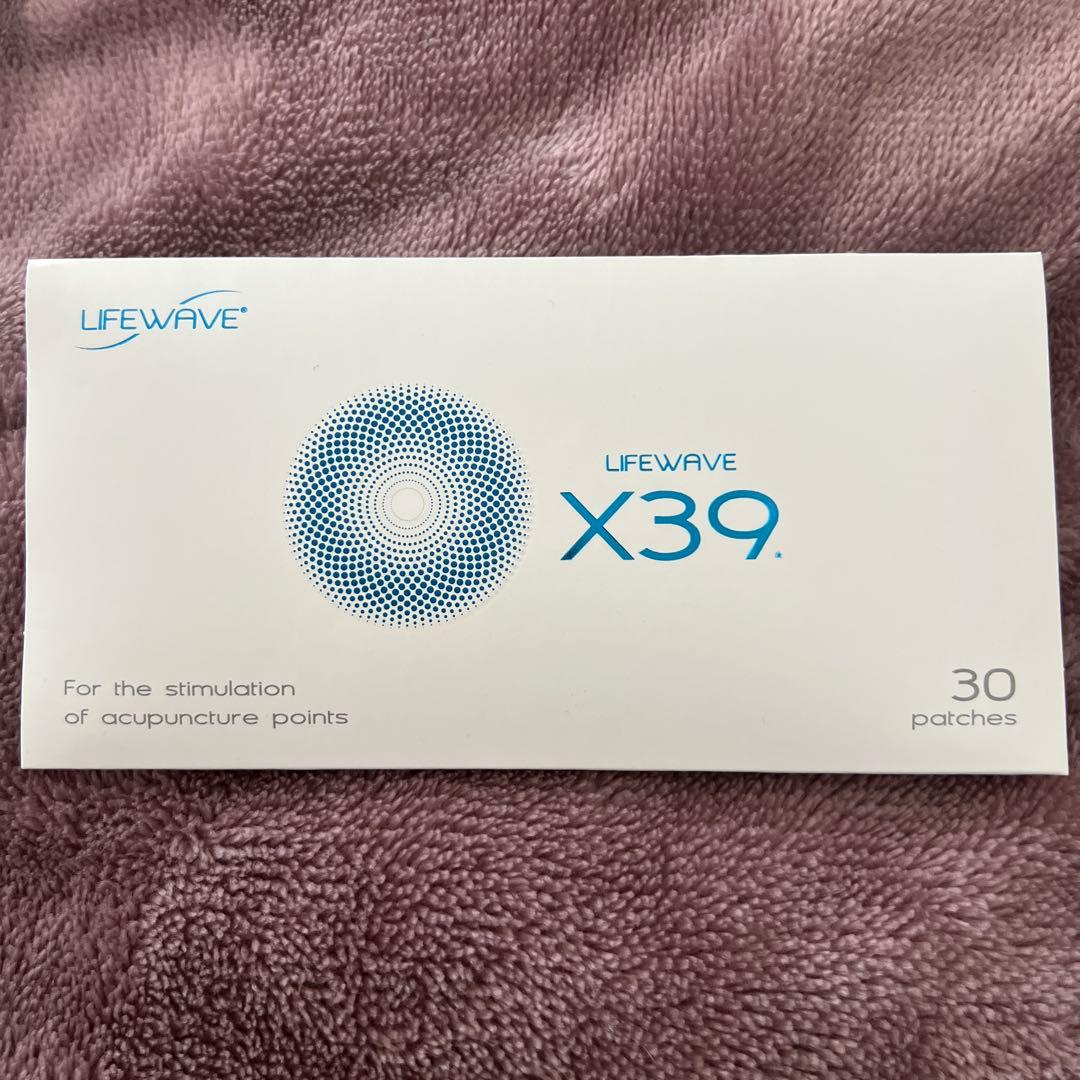 LIFEWAVE®
LIFEWAVE
X39
For the stimulation
of acupuncture points
30
patches